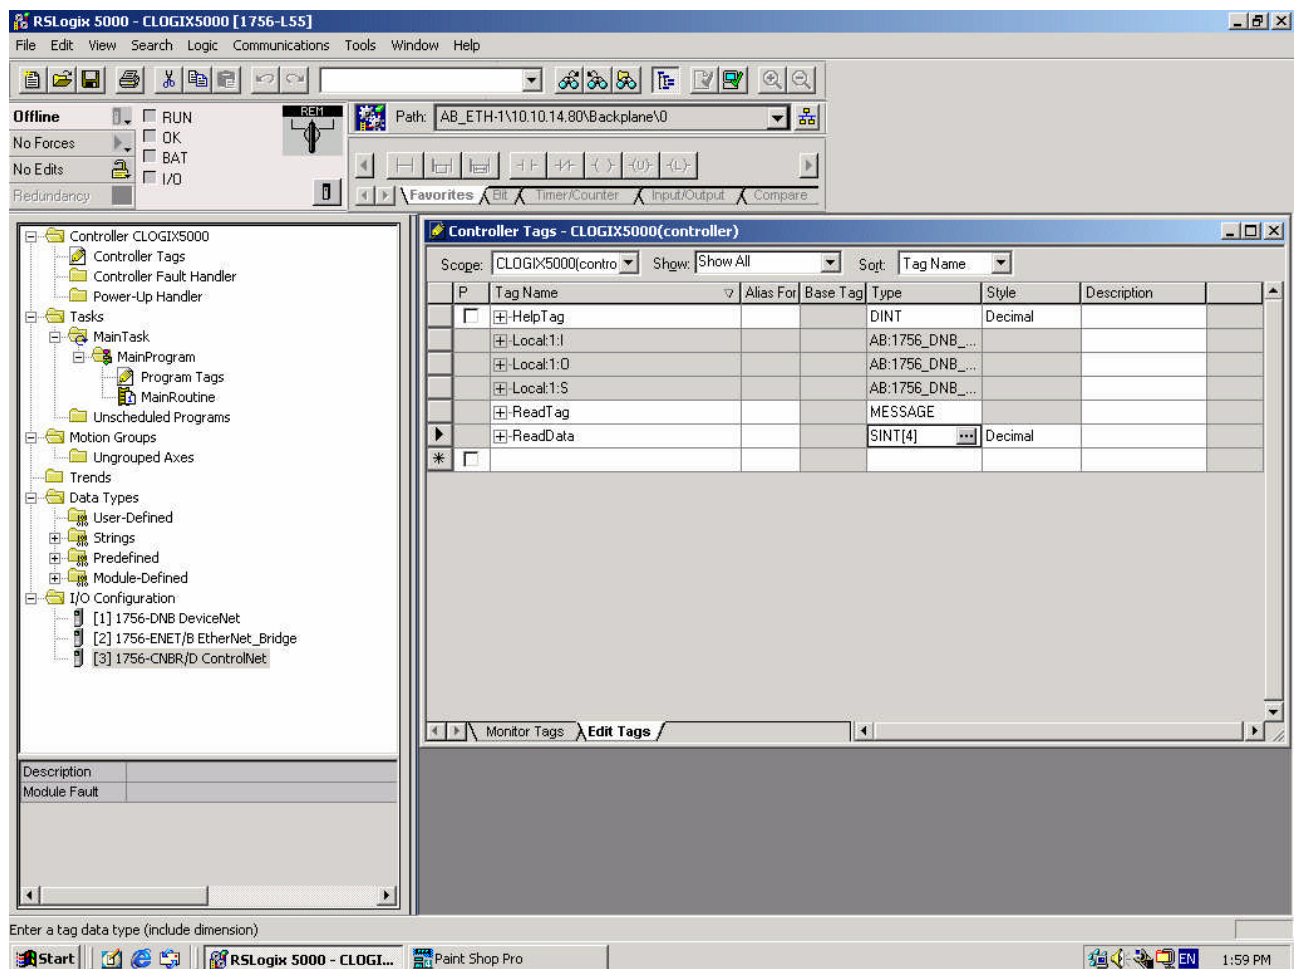 RSLogix 5000 - CLOGIX5000 [1756-L55]
File Edit View Search Logic Communications Tools Window Help
Offline
RUN
REM
Path: AB_ETH-1\10.10.14.80\Backplane\0
No Forces
OK
No Edits
BAT
I/O
Redundancy
Favorites Bit Timer/Counter Input/Output Compare
Controller CLOGIX5000
Controller Tags
Controller Fault Handler
Power-Up Handler
Tasks
MainTask
MainProgram
Program Tags
MainRoutine
Unscheduled Programs
Motion Groups
Ungrouped Axes
Trends
Data Types
User-Defined
Strings
Predefined
Module-Defined
I/O Configuration
[1] 1756-DNB DeviceNet
[2] 1756-ENET/B EtherNet_Bridge
[3] 1756-CNBR/D ControlNet
Description
Module Fault
Controller Tags - CLOGIX5000(controller)
Scope: CLOGIX5000(contro Show: Show All Sort: Tag Name
P Tag Name Alias For Base Tag Type Style Description
HelpTag DINT Decimal
Local:1:I AB:1756_DNB_...
Local:1:O AB:1756_DNB_...
Local:1:S AB:1756_DNB_...
ReadTag MESSAGE
ReadData SINT[4] ... Decimal
Monitor Tags Edit Tags
Enter a tag data type (include dimension)
Start RSLogix 5000 - CLOGI... Paint Shop Pro EN 1:59 PM